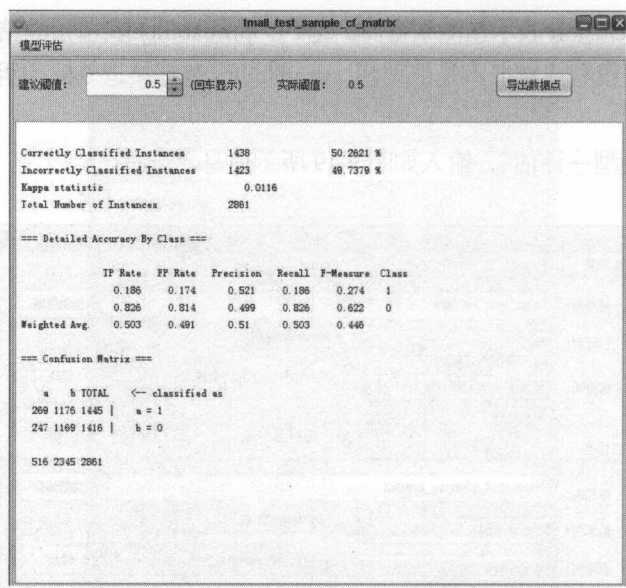 tmall_test_sample_cf_matrix
模型评估
建议阈值: 0.5 (回车显示) 实际阈值: 0.5 导出数据点
Correctly Classified Instances 1438 50.2621 %
Incorrectly Classified Instances 1423 49.7379 %
Kappa statistic 0.0116
Total Number of Instances 2861
=== Detailed Accuracy By Class ===
TP Rate FP Rate Precision Recall F-Measure Class
0.186 0.174 0.521 0.186 0.274 1
0.826 0.814 0.499 0.826 0.622 0
Weighted Avg. 0.503 0.491 0.51 0.503 0.446
=== Confusion Matrix ===
a b TOTAL <-- classified as
269 1176 1445 | a = 1
247 1169 1416 | b = 0
516 2345 2861